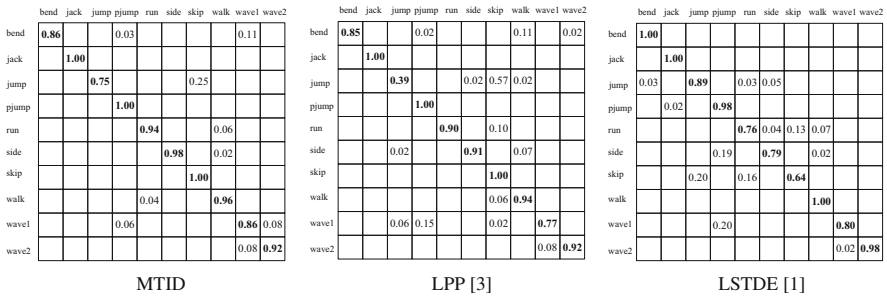 bend jack jump pjump run side skip walk wave1 wave2
bend 0.86 0.03 0.11
jack 1.00
jump 0.75 0.25
pjump 1.00
run 0.94 0.06
side 0.98 0.02
skip 1.00
walk 0.04 0.96
wave1 0.06 0.86 0.08
wave2 0.08 0.92
MTID
bend jack jump pjump run side skip walk wave1 wave2
bend 0.85 0.02 0.11 0.02
jack 1.00
jump 0.39 0.02 0.57 0.02
pjump 1.00
run 0.90 0.10
side 0.02 0.91 0.07
skip 1.00
walk 0.06 0.94
wave1 0.06 0.15 0.02 0.77
wave2 0.08 0.92
LPP [3]
bend jack jump pjump run side skip walk wave1 wave2
bend 1.00
jack 1.00
jump 0.03 0.89 0.03 0.05
pjump 0.02 0.98
run 0.76 0.04 0.13 0.07
side 0.19 0.79 0.02
skip 0.20 0.16 0.64
walk 1.00
wave1 0.20 0.80
wave2 0.02 0.98
LSTDE [1]